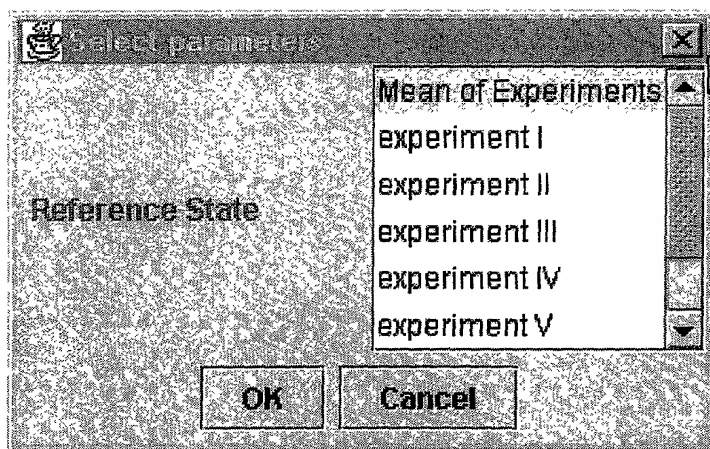 Select parameters
Mean of Experiments
experiment I
experiment II
Reference State
experiment III
experiment IV
experiment V
OK
Cancel